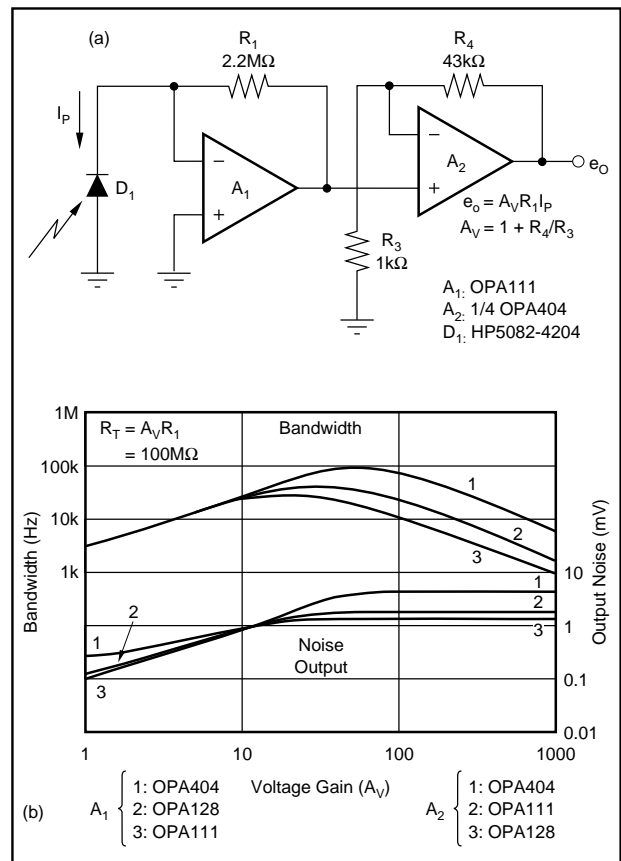 (a)
R1
2.2MΩ
R4
43kΩ
IP
D1
−
+
A1
−
+
A2
eO
eo = AVR1IP
AV = 1 + R4/R3
R3
1kΩ
A1: OPA111
A2: 1/4 OPA404
D1: HP5082-4204
1M
100k
10k
1k
Bandwidth (Hz)
RT = AVR1
= 100MΩ
Bandwidth
1
2
3
1
2
3
1
2
3
Noise
Output
10
1
0.1
0.01
Output Noise (mV)
1
10
100
1000
Voltage Gain (AV)
(b)
A1
1: OPA404
2: OPA128
3: OPA111
A2
1: OPA404
2: OPA111
3: OPA128